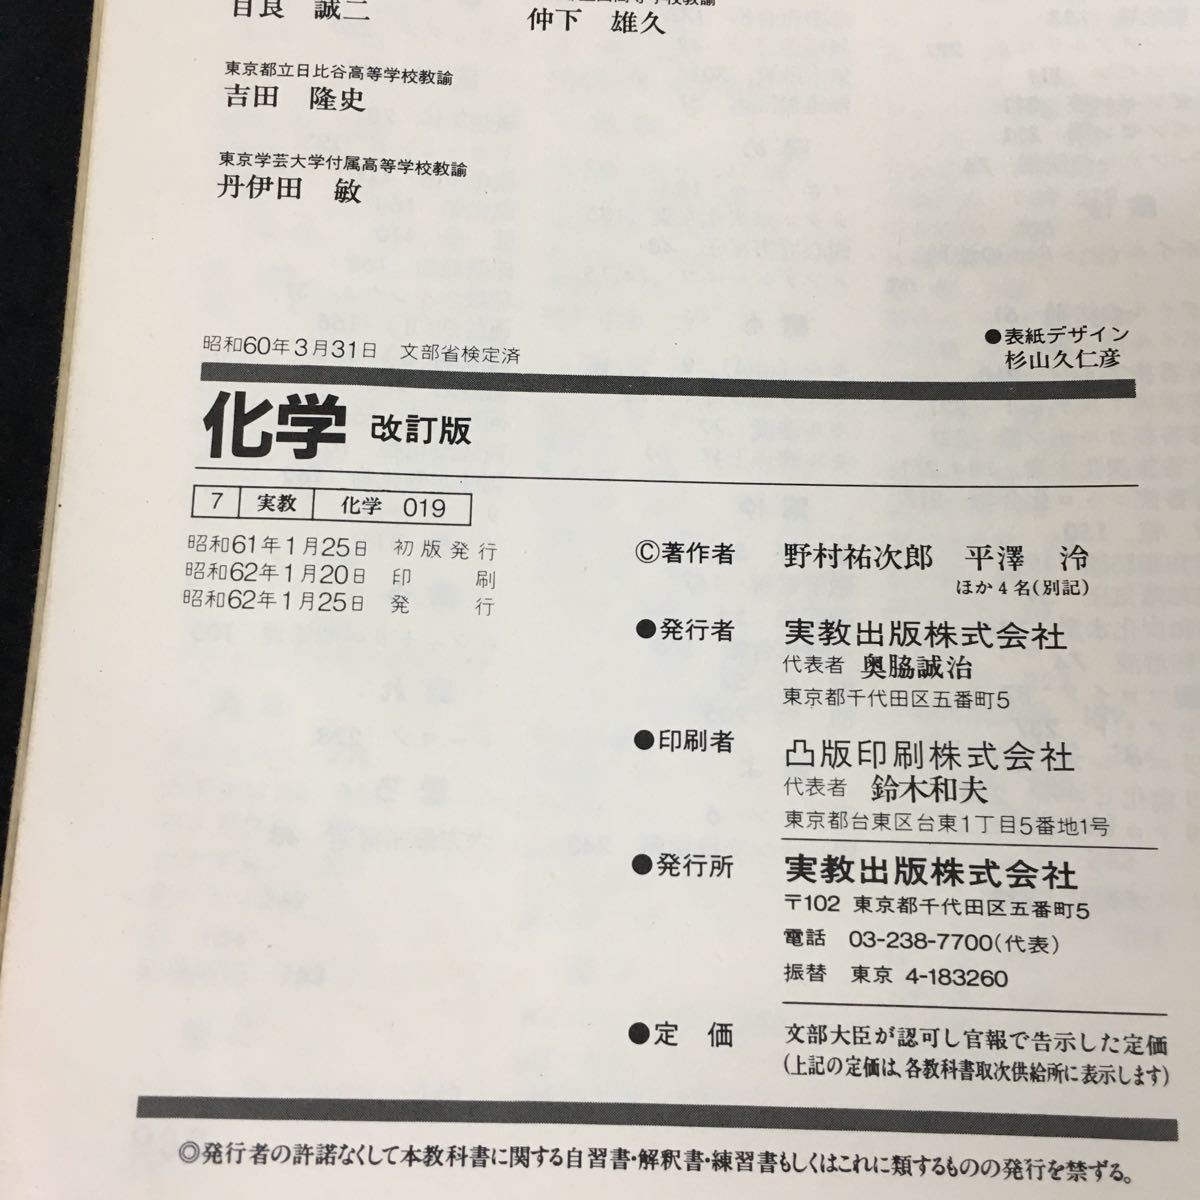 誠二
仲下　雄久
東京都立日比谷高等学校教諭
吉田　隆史
東京学芸大学付属高等学校教諭
丹伊田　敏
昭和60年3月31日　文部省検定済
●表紙デザイン
杉山久仁彦
化学 改訂版
7 実教 化学 019
昭和61年1月25日 初版発行
昭和62年1月20日 印　刷
昭和62年1月25日 発　行
©著作者 野村祐次郎　平澤　泠
ほか4名(別記)
●発行者 実教出版株式会社
代表者 奥脇誠治
東京都千代田区五番町5
●印刷者 凸版印刷株式会社
代表者 鈴木和夫
東京都台東区台東1丁目5番地1号
●発行所 実教出版株式会社
〒102 東京都千代田区五番町5
電話 03-238-7700(代表)
振替 東京 4-183260
●定　価 文部大臣が認可し官報で告示した定価
(上記の定価は、各教科書取次供給所に表示します)
◎発行者の許諾なくして本教科書に関する自習書・解釈書・練習書もしくはこれに類するものの発行を禁ずる。